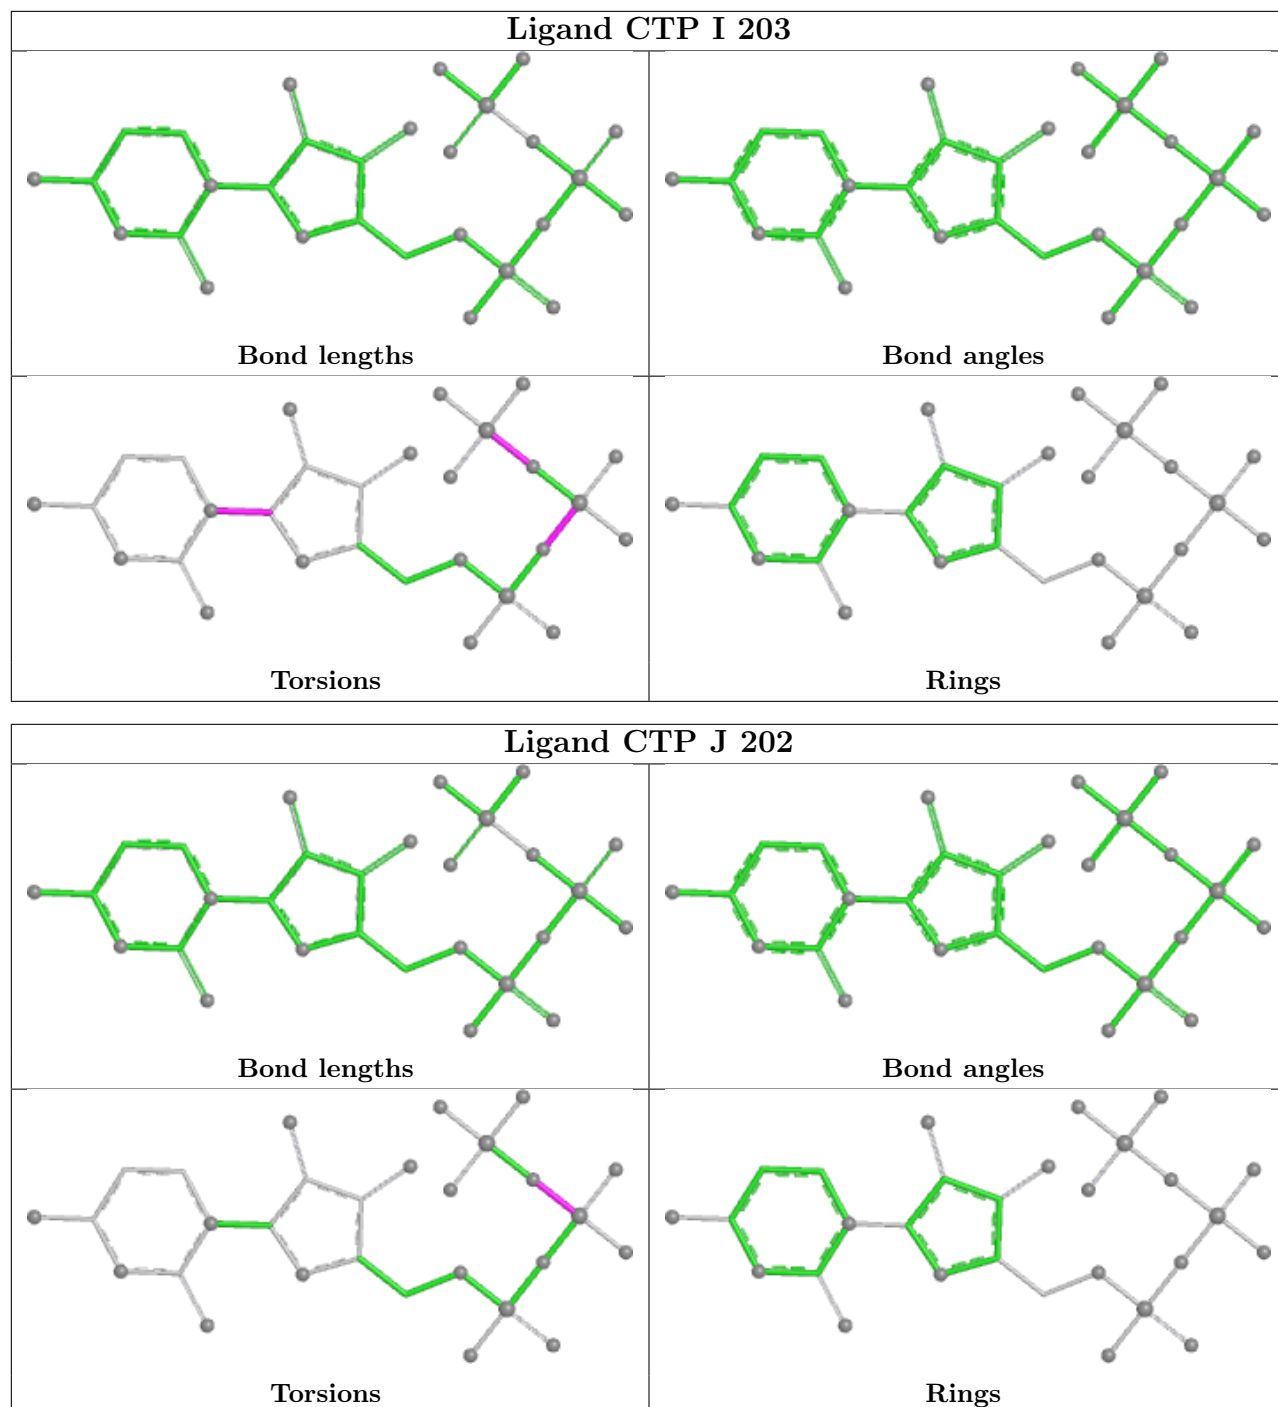 Ligand CTP I 203
Bond lengths
Bond angles
Torsions
Rings
Ligand CTP J 202
Bond lengths
Bond angles
Torsions
Rings